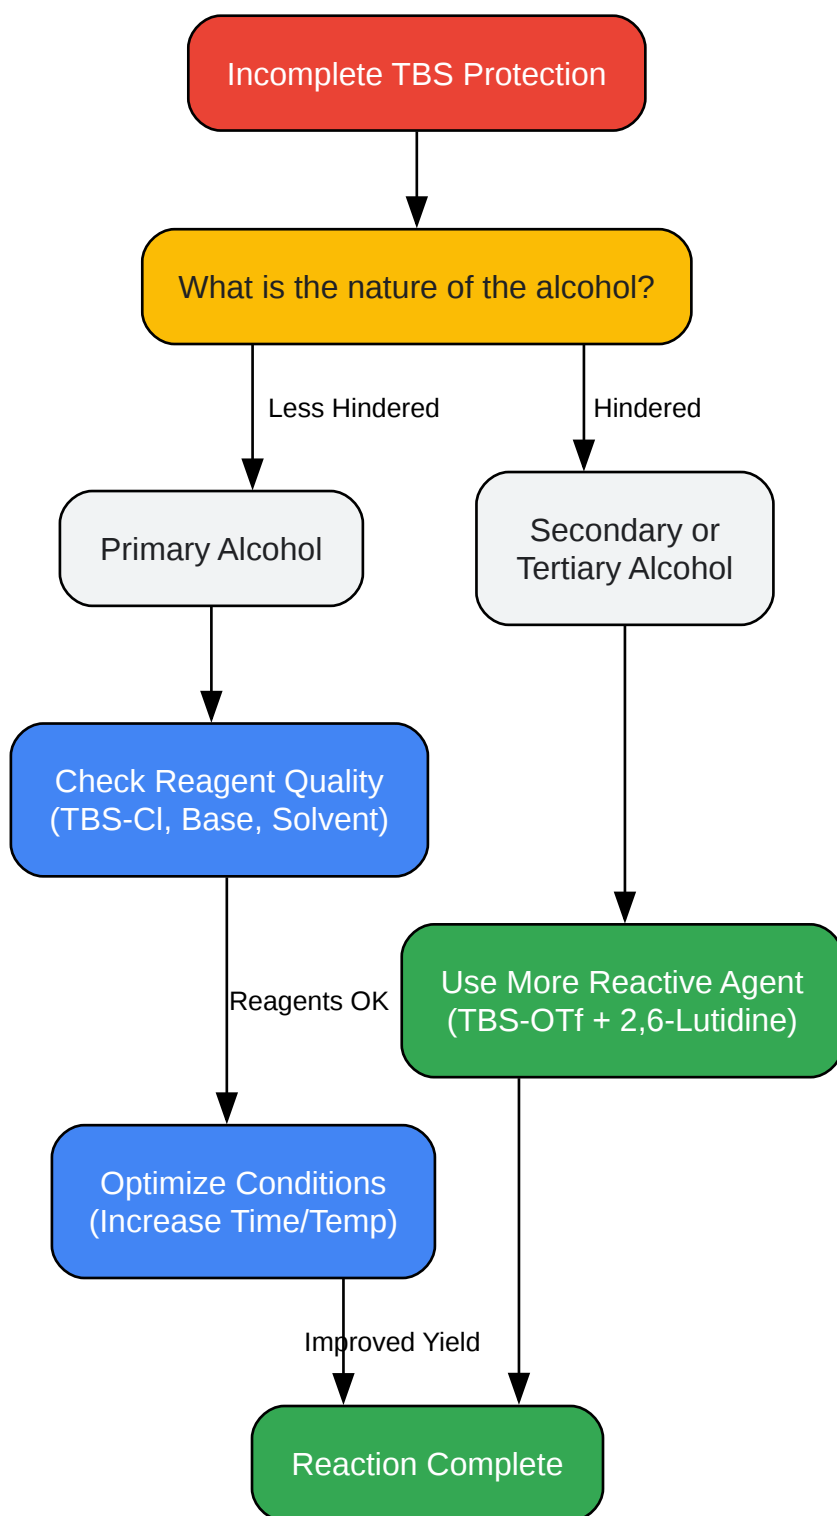 Incomplete TBS Protection
What is the nature of the alcohol?
Less Hindered
Hindered
Primary Alcohol
Secondary or
Tertiary Alcohol
Check Reagent Quality
(TBS-Cl, Base, Solvent)
Use More Reactive Agent
(TBS-OTf + 2,6-Lutidine)
Reagents OK
Optimize Conditions
(Increase Time/Temp)
Improved Yield
Reaction Complete